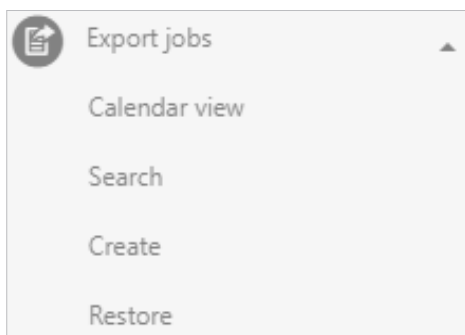 Export jobs
Calendar view
Search
Create
Restore